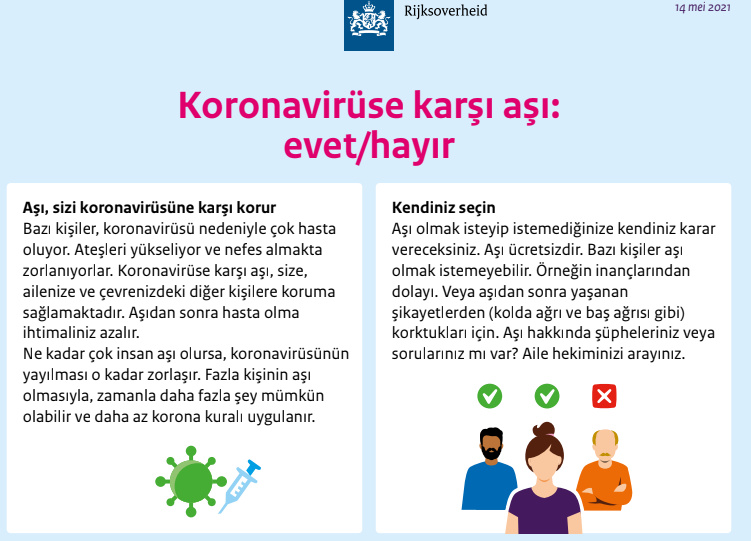 Rijksoverheid
14 mei 2021
Koronavirüse karşı aşı:
evet/hayır
Aşı, sizi koronavirüsüne karşı korur
Bazı kişiler, koronavirüsü nedeniyle çok hasta
oluyor. Ateşleri yükseliyor ve nefes almakta
zorlanıyorlar. Koronavirüse karşı aşı, size,
ailenize ve çevrenizdeki diğer kişilere koruma
sağlamaktadır. Aşıdan sonra hasta olma
ihtimaliniz azalır.
Ne kadar çok insan aşı olursa, koronavirüsünün
yayılması o kadar zorlaşır. Fazla kişinin aşı
olmasıyla, zamanla daha fazla şey mümkün
olabilir ve daha az korona kuralı uygulanır.
Kendiniz seçin
Aşı olmak isteyip istemediğinize kendiniz karar
vereceksiniz. Aşı ücretsizdir. Bazı kişiler aşı
olmak istemeyebilir. Örneğin inançlarından
dolayı. Veya aşıdan sonra yaşanan
şikayetlerden (kolda ağrı ve baş ağrısı gibi)
korktukları için. Aşı hakkında şüpheleriniz veya
sorularınız mı var? Aile hekiminizi arayınız.